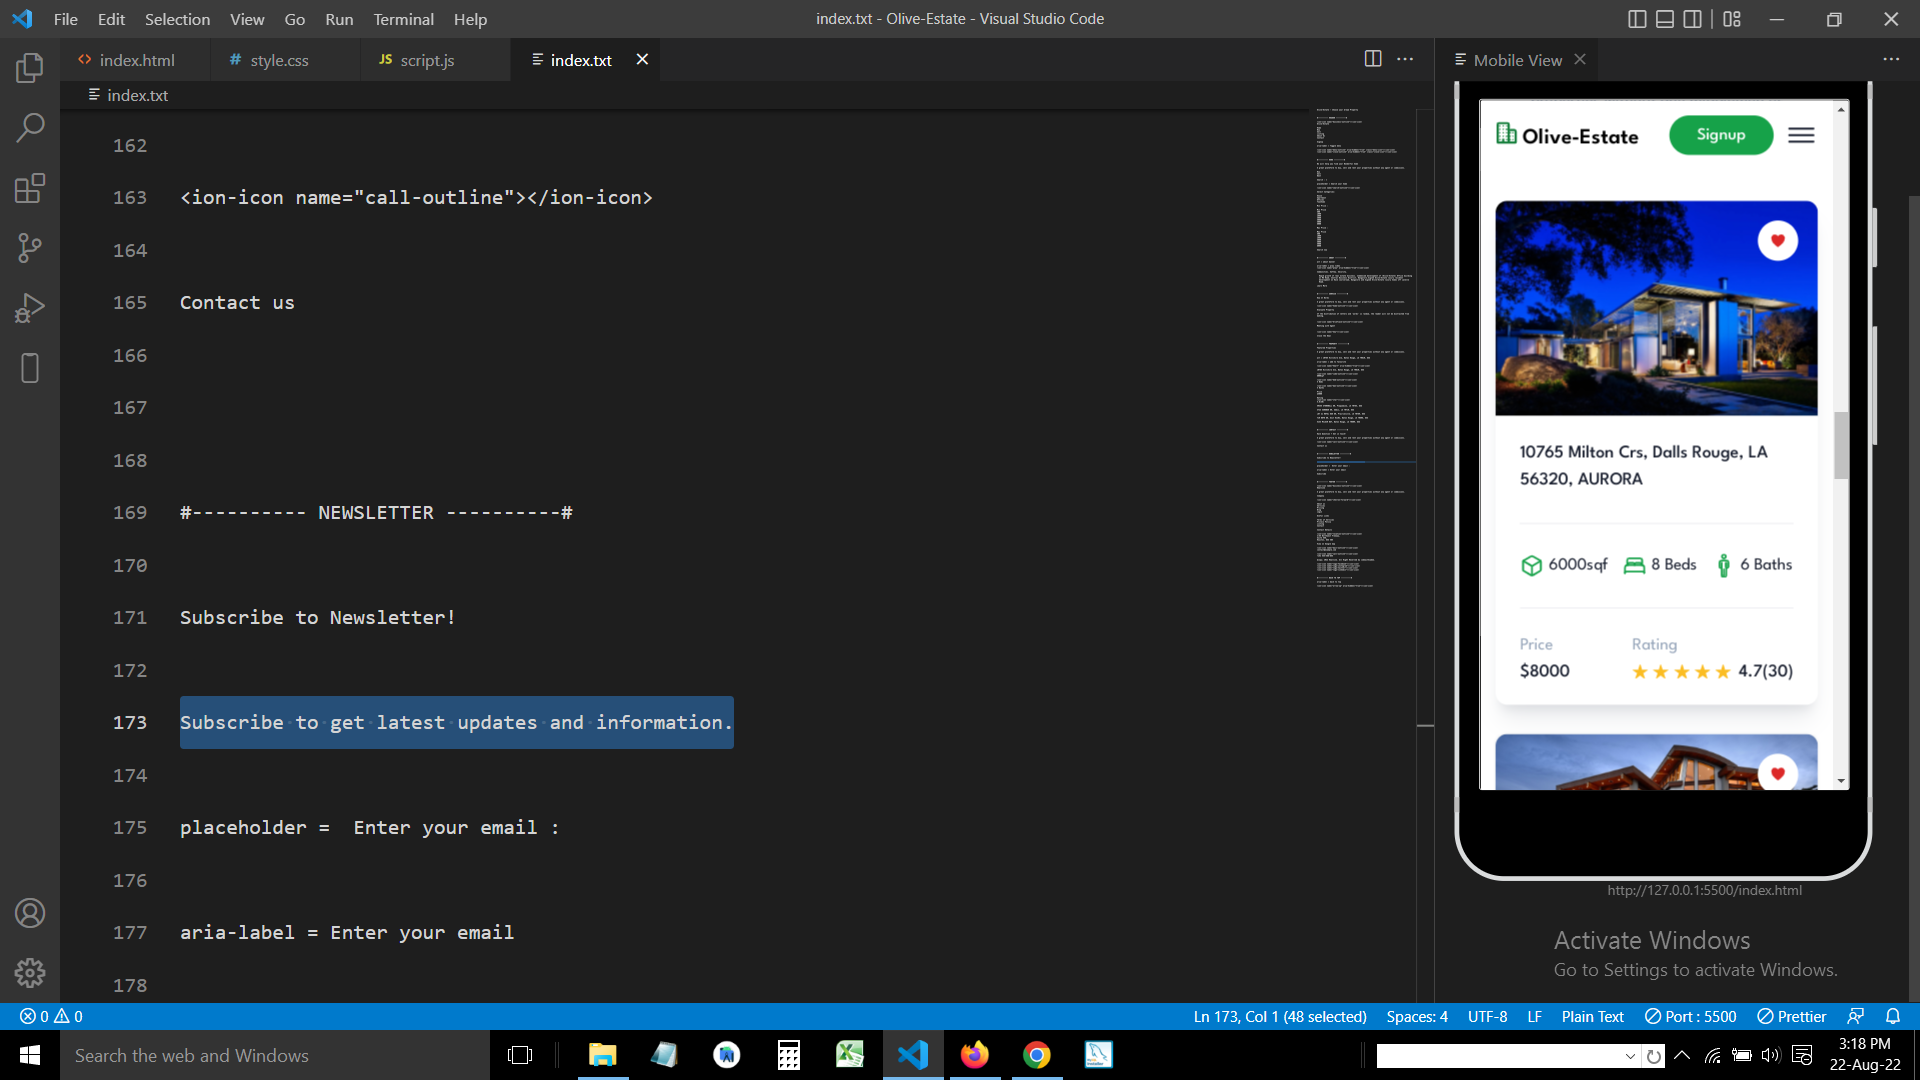 File Edit Selection View Go Run Terminal Help
index.txt - Olive-Estate - Visual Studio Code
<> index.html
# style.css
JS script.js
index.txt
Mobile View
index.txt
162
163 <ion-icon name="call-outline"></ion-icon>
164
165 Contact us
166
167
168
169 #---------- NEWSLETTER ----------#
170
171 Subscribe to Newsletter!
172
173 Subscribe to get latest updates and information.
174
175 placeholder =  Enter your email :
176
177 aria-label = Enter your email
178
Olive-Estate
Signup
10765 Milton Crs, Dalls Rouge, LA
56320, AURORA
6000sqf 8 Beds 6 Baths
Price Rating
$8000 4.7(30)
http://127.0.0.1:5500/index.html
Activate Windows
Go to Settings to activate Windows.
0 0
Ln 173, Col 1 (48 selected) Spaces: 4 UTF-8 LF Plain Text Port : 5500 Prettier
Search the web and Windows
3:18 PM
22-Aug-22